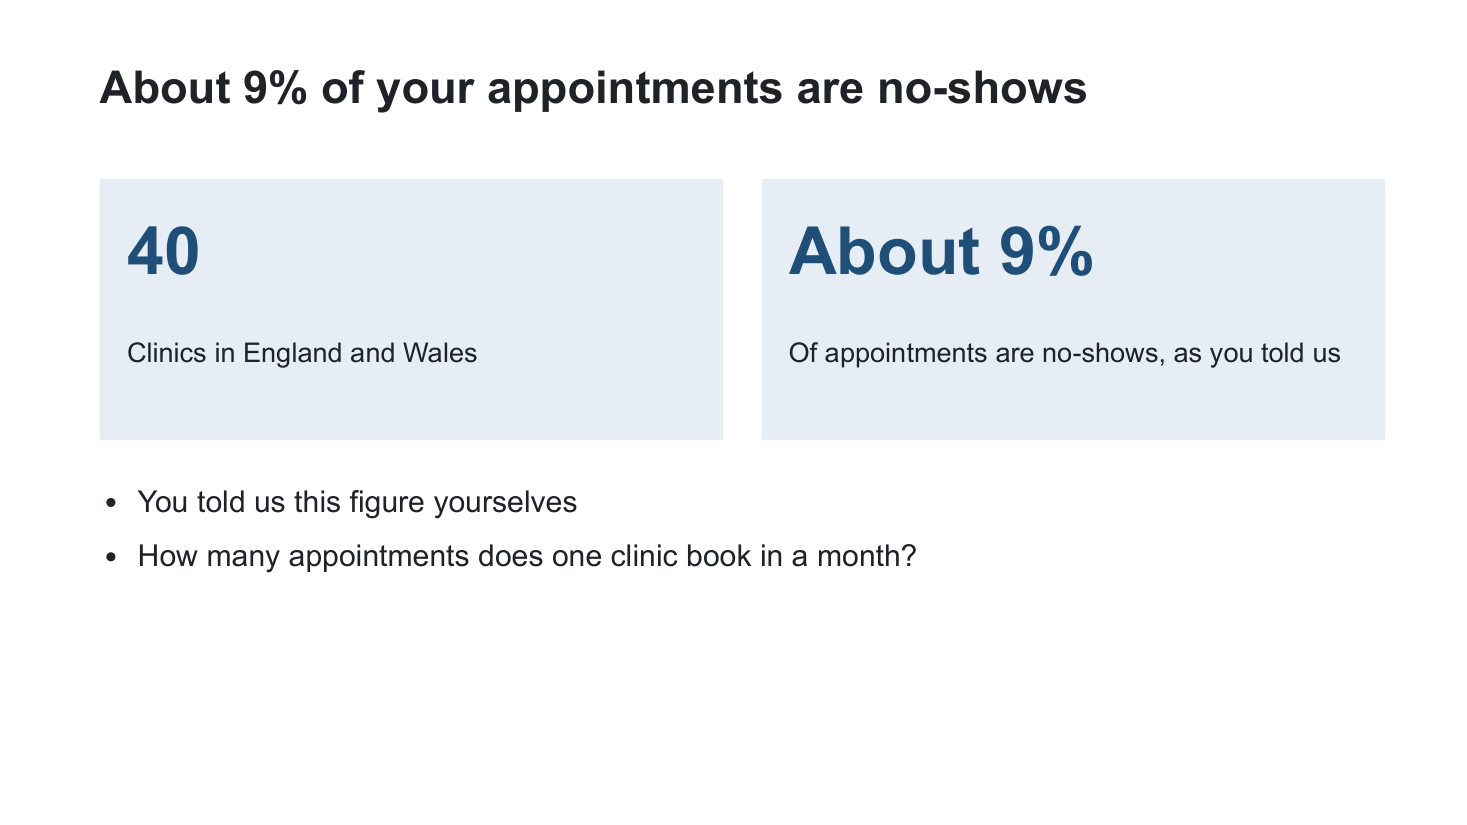 About 9% of your appointments are no-shows
40
Clinics in England and Wales
About 9%
Of appointments are no-shows, as you told us
• You told us this figure yourselves
• How many appointments does one clinic book in a month?